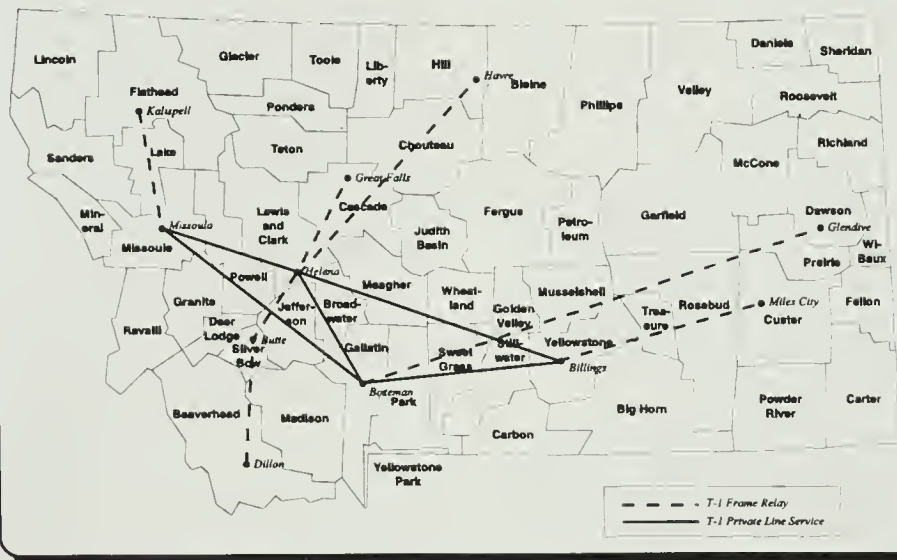 Daniels
Sheridan
Lincoln
Glacier
Toole
Lib-
erty
Hill
Havre
Blaine
Phillips
Valley
Roosevelt
Flathead
Kalispell
Pondera
Chouteau
Richland
Sanders
Lake
Teton
McCone
Great Falls
Cascade
Min-
eral
Missoula
Missoula
Lewis
and
Clark
Judith
Basin
Fergus
Petro-
leum
Garfield
Dawson
Glendive
Wi-
Baux
Prairie
Powell
Helena
Meagher
Wheat-
land
Golden
Valley
Musselshell
Trea-
sure
Rosebud
Miles City
Custer
Fallon
Granite
Jeffer-
son
Broad-
water
Ravalli
Deer
Lodge
Butte
Silver
Bow
Gallatin
Sweet
Grass
Still-
water
Yellowstone
Billings
Bozeman
Park
Beaverhead
Madison
Big Horn
Powder
River
Carter
Carbon
Dillon
Yellowstone
Park
T-1 Frame Relay
T-1 Private Line Service